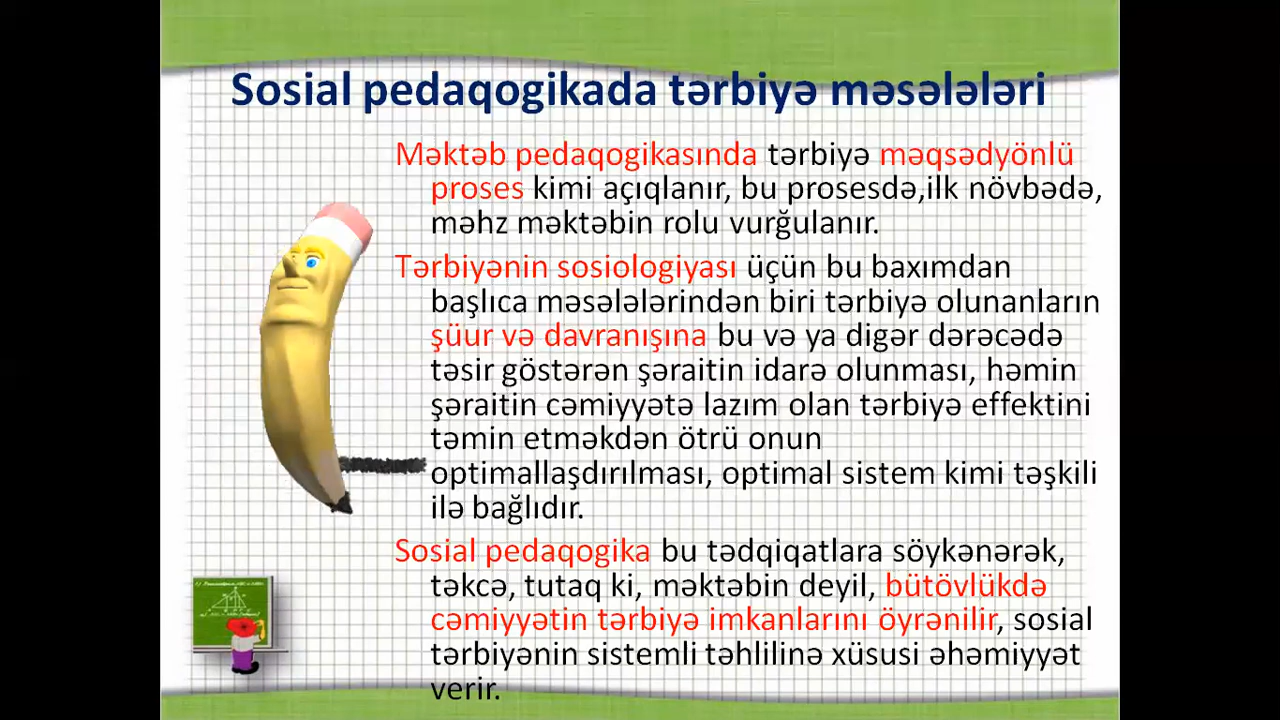 Sosial pedaqogikada tərbiyə məsələləri
Məktəb pedaqogikasında tərbiyə məqsədyönlü
proses kimi açıqlanır, bu prosesdə,ilk növbədə,
məhz məktəbin rolu vurğulanır.
Tərbiyənin sosiologiyası üçün bu baxımdan
başlıca məsələlərindən biri tərbiyə olunanların
şüur və davranışına bu və ya digər dərəcədə
təsir göstərən şəraitin idarə olunması, həmin
şəraitin cəmiyyətə lazım olan tərbiyə effektini
təmin etməkdən ötrü onun
optimallaşdırılması, optimal sistem kimi təşkili
ilə bağlıdır.
Sosial pedaqogika bu tədqiqatlara söykənərək,
təkcə, tutaq ki, məktəbin deyil, bütövlükdə
cəmiyyətin tərbiyə imkanlarını öyrənilir, sosial
tərbiyənin sistemli təhlilinə xüsusi əhəmiyyət
verir.